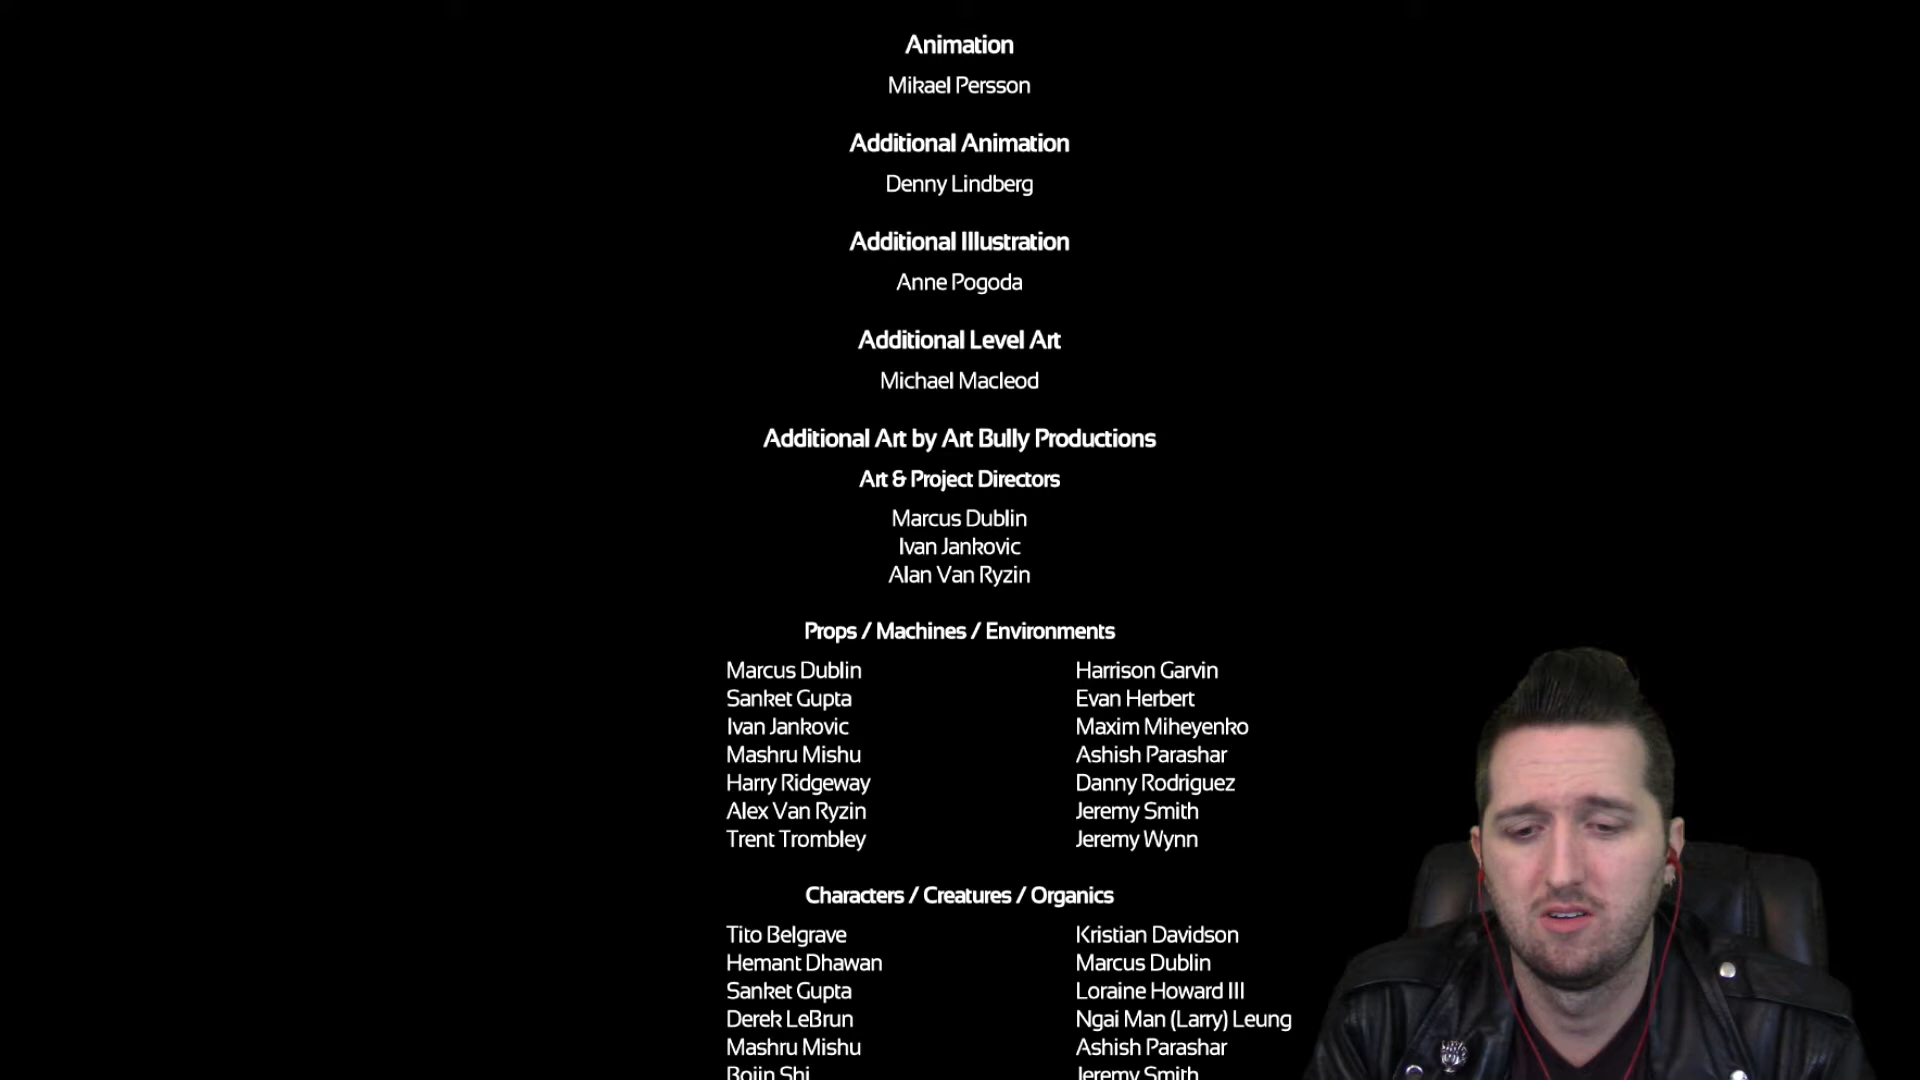 Animation
Mikael Persson
Additional Animation
Denny Lindberg
Additional Illustration
Anne Pogoda
Additional Level Art
Michael Macleod
Additional Art by Art Bully Productions
Art & Project Directors
Marcus Dublin
Ivan Jankovic
Alan Van Ryzin
Props / Machines / Environments
Marcus Dublin Harrison Garvin
Sanket Gupta Evan Herbert
Ivan Jankovic Maxim Miheyenko
Mashru Mishu Ashish Parashar
Harry Ridgeway Danny Rodriguez
Alex Van Ryzin Jeremy Smith
Trent Trombley Jeremy Wynn
Characters / Creatures / Organics
Tito Belgrave Kristian Davidson
Hemant Dhawan Marcus Dublin
Sanket Gupta Loraine Howard III
Derek LeBrun Ngai Man (Larry) Leung
Mashru Mishu Ashish Parashar
Bojin Shi Jeremy Smith